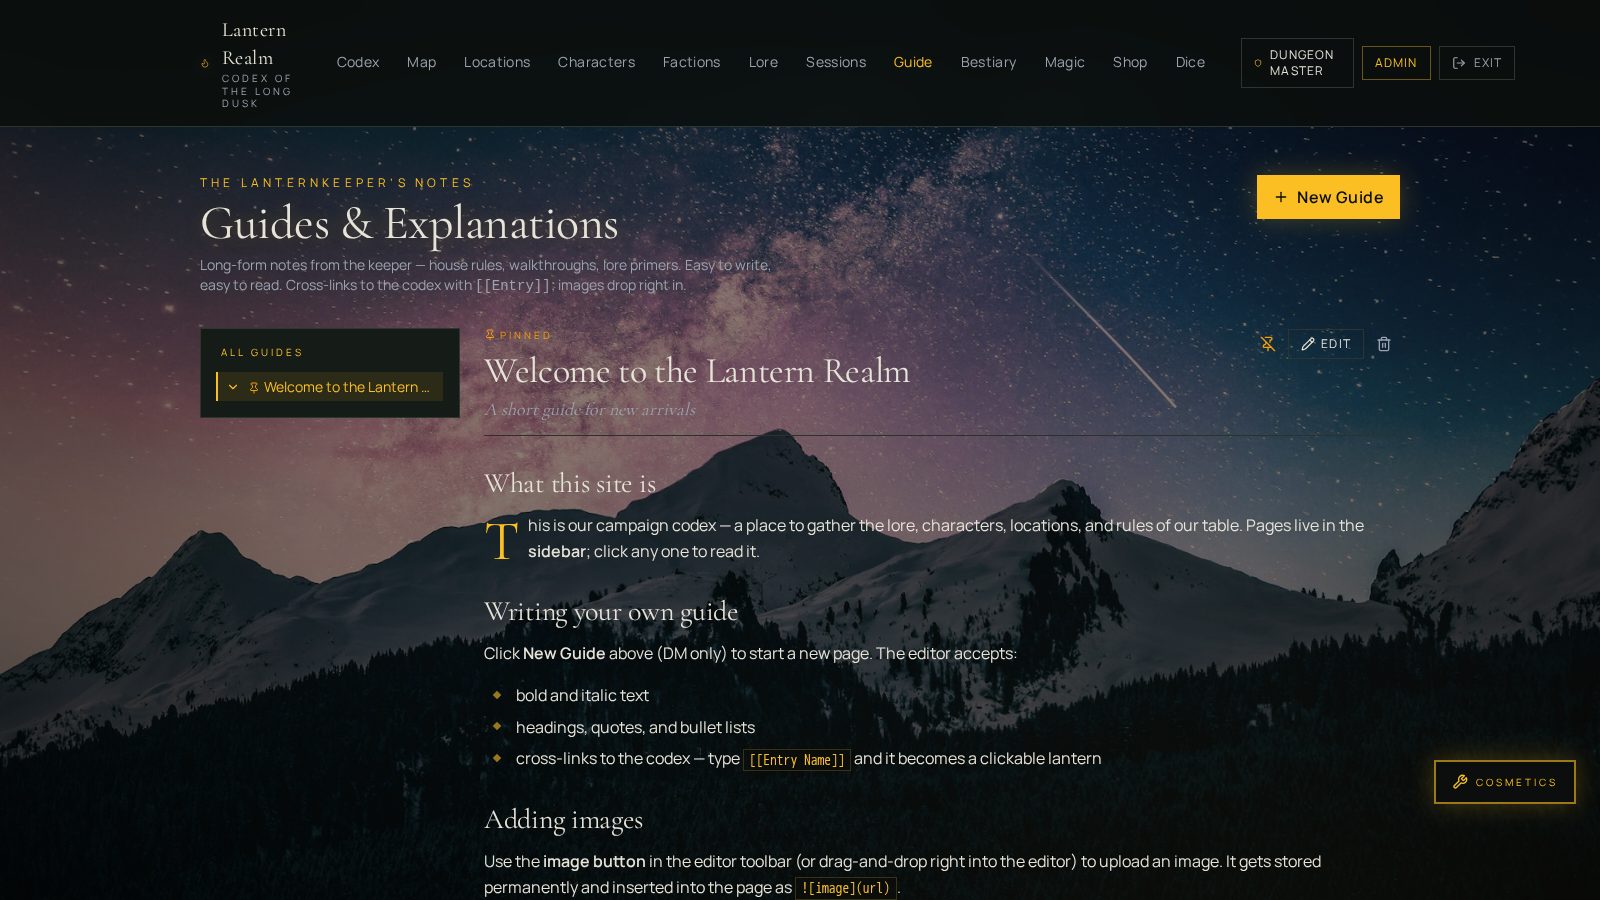 Lantern
Realm
CODEX OF
THE LONG
DUSK
Codex
Map
Locations
Characters
Factions
Lore
Sessions
Guide
Bestiary
Magic
Shop
Dice
DUNGEON
MASTER
ADMIN
EXIT
THE LANTERNKEEPER'S NOTES
Guides & Explanations
Long-form notes from the keeper — house rules, walkthroughs, lore primers. Easy to write,
easy to read. Cross-links to the codex with [[Entry]]; images drop right in.
+ New Guide
ALL GUIDES
Welcome to the Lantern ...
PINNED
EDIT
Welcome to the Lantern Realm
A short guide for new arrivals
What this site is
This is our campaign codex — a place to gather the lore, characters, locations, and rules of our table. Pages live in the
sidebar; click any one to read it.
Writing your own guide
Click New Guide above (DM only) to start a new page. The editor accepts:
bold and italic text
headings, quotes, and bullet lists
cross-links to the codex — type [[Entry Name]] and it becomes a clickable lantern
COSMETICS
Adding images
Use the image button in the editor toolbar (or drag-and-drop right into the editor) to upload an image. It gets stored
permanently and inserted into the page as ![image](url).